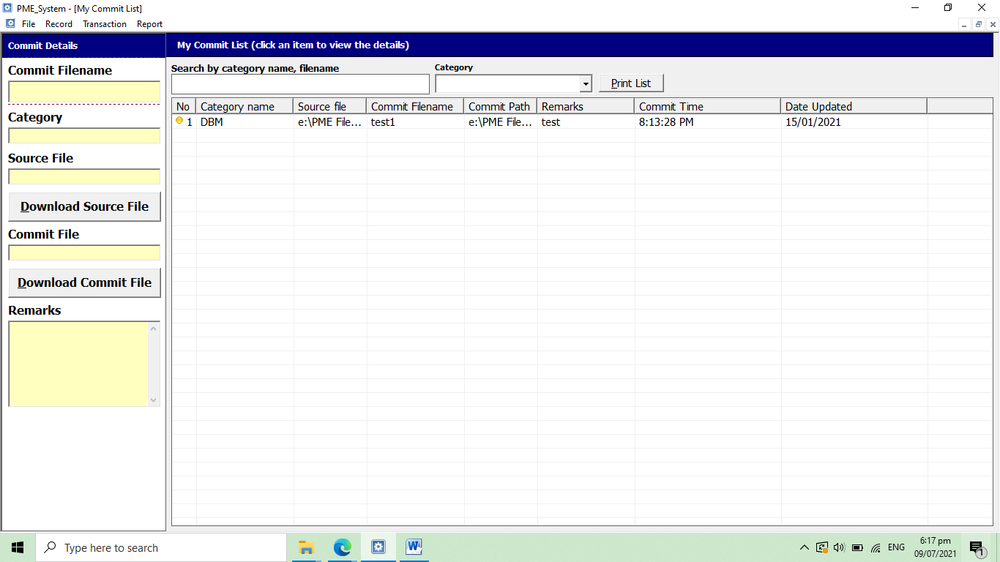 PME_System - [My Commit List]
File Record Transaction Report
Commit Details
My Commit List (click an item to view the details)
Commit Filename
Category
Source File
Download Source File
Commit File
Download Commit File
Remarks
Search by category name, filename
Category
Print List
No Category name Source file Commit Filename Commit Path Remarks Commit Time Date Updated
1 DBM e:\PME File... test1 e:\PME File... test 8:13:28 PM 15/01/2021
Type here to search
ENG
6:17 pm
09/07/2021
1